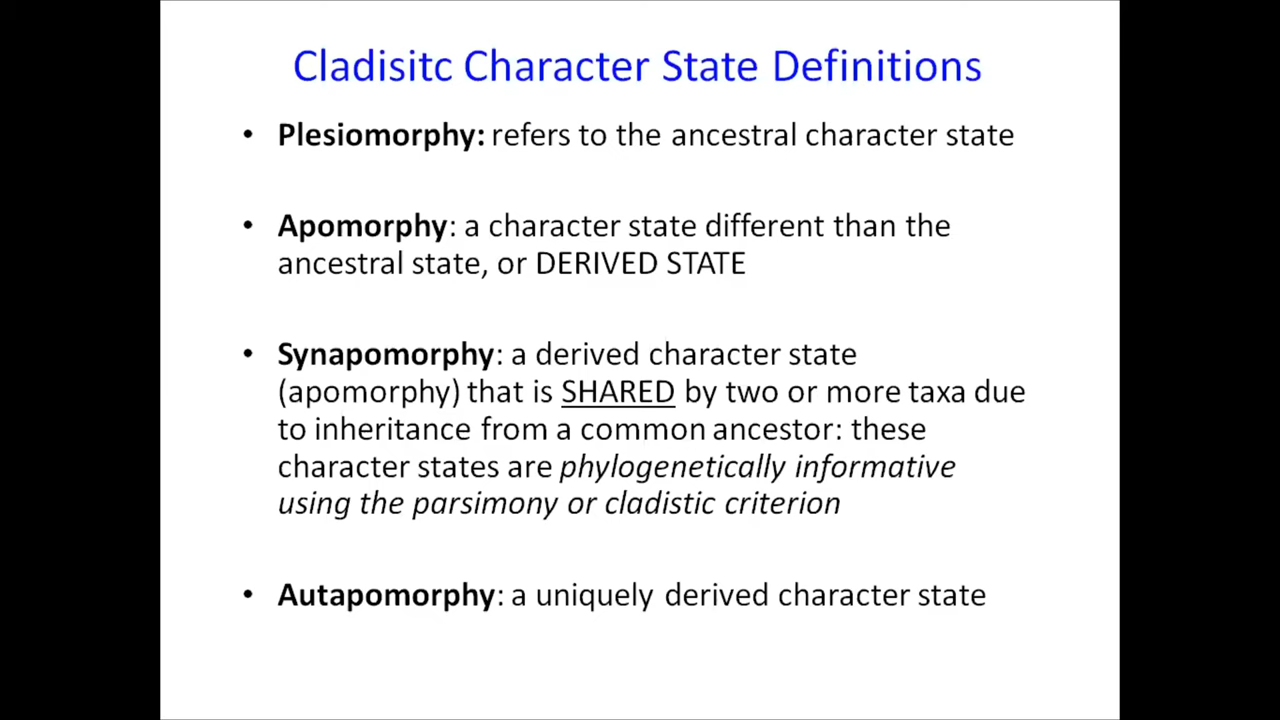 Cladisitc Character State Definitions
• Plesiomorphy: refers to the ancestral character state
• Apomorphy: a character state different than the
ancestral state, or DERIVED STATE
• Synapomorphy: a derived character state
(apomorphy) that is SHARED by two or more taxa due
to inheritance from a common ancestor: these
character states are phylogenetically informative
using the parsimony or cladistic criterion
• Autapomorphy: a uniquely derived character state